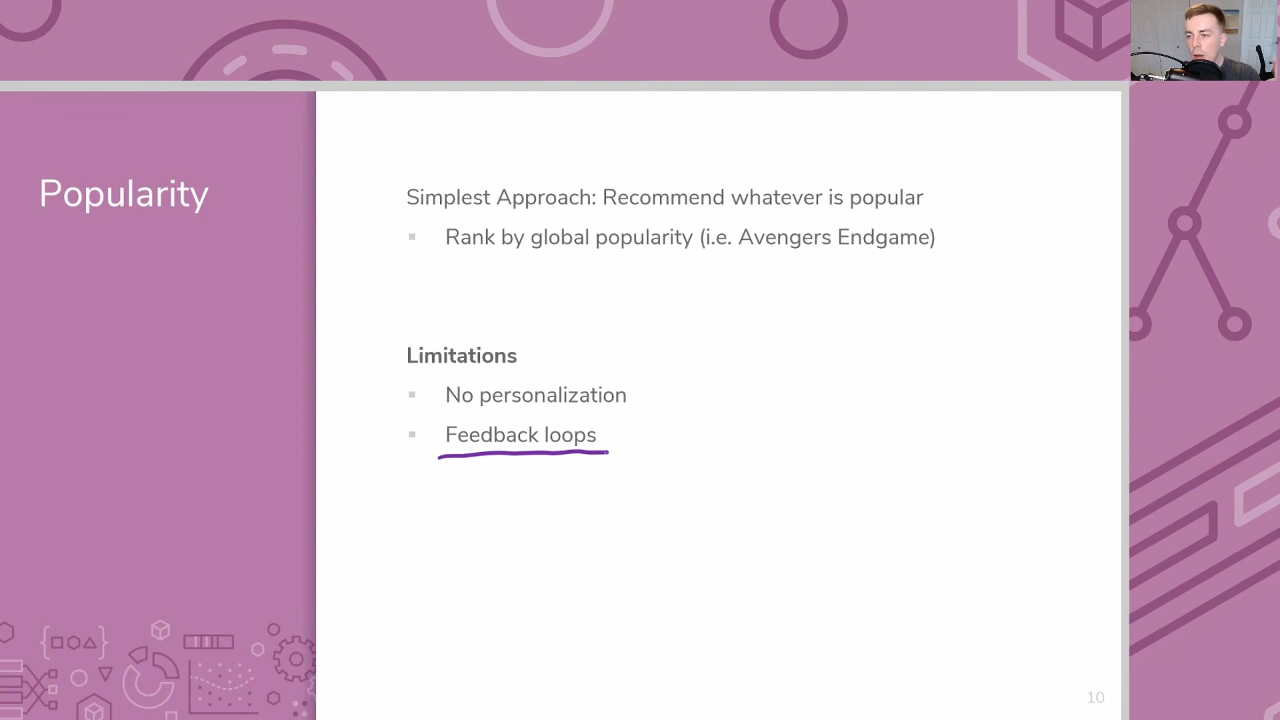 Popularity
Simplest Approach: Recommend whatever is popular
Rank by global popularity (i.e. Avengers Endgame)
Limitations
No personalization
Feedback loops
10